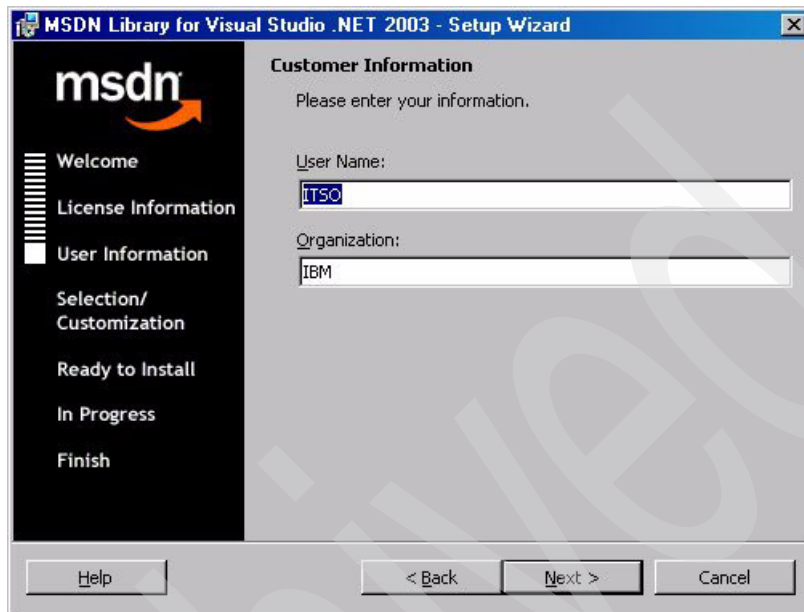 MSDN Library for Visual Studio .NET 2003 - Setup Wizard
msdn
Welcome
License Information
User Information
Selection/
Customization
Ready to Install
In Progress
Finish
Customer Information
Please enter your information.
User Name:
ITSO
Organization:
IBM
Help
< Back
Next >
Cancel